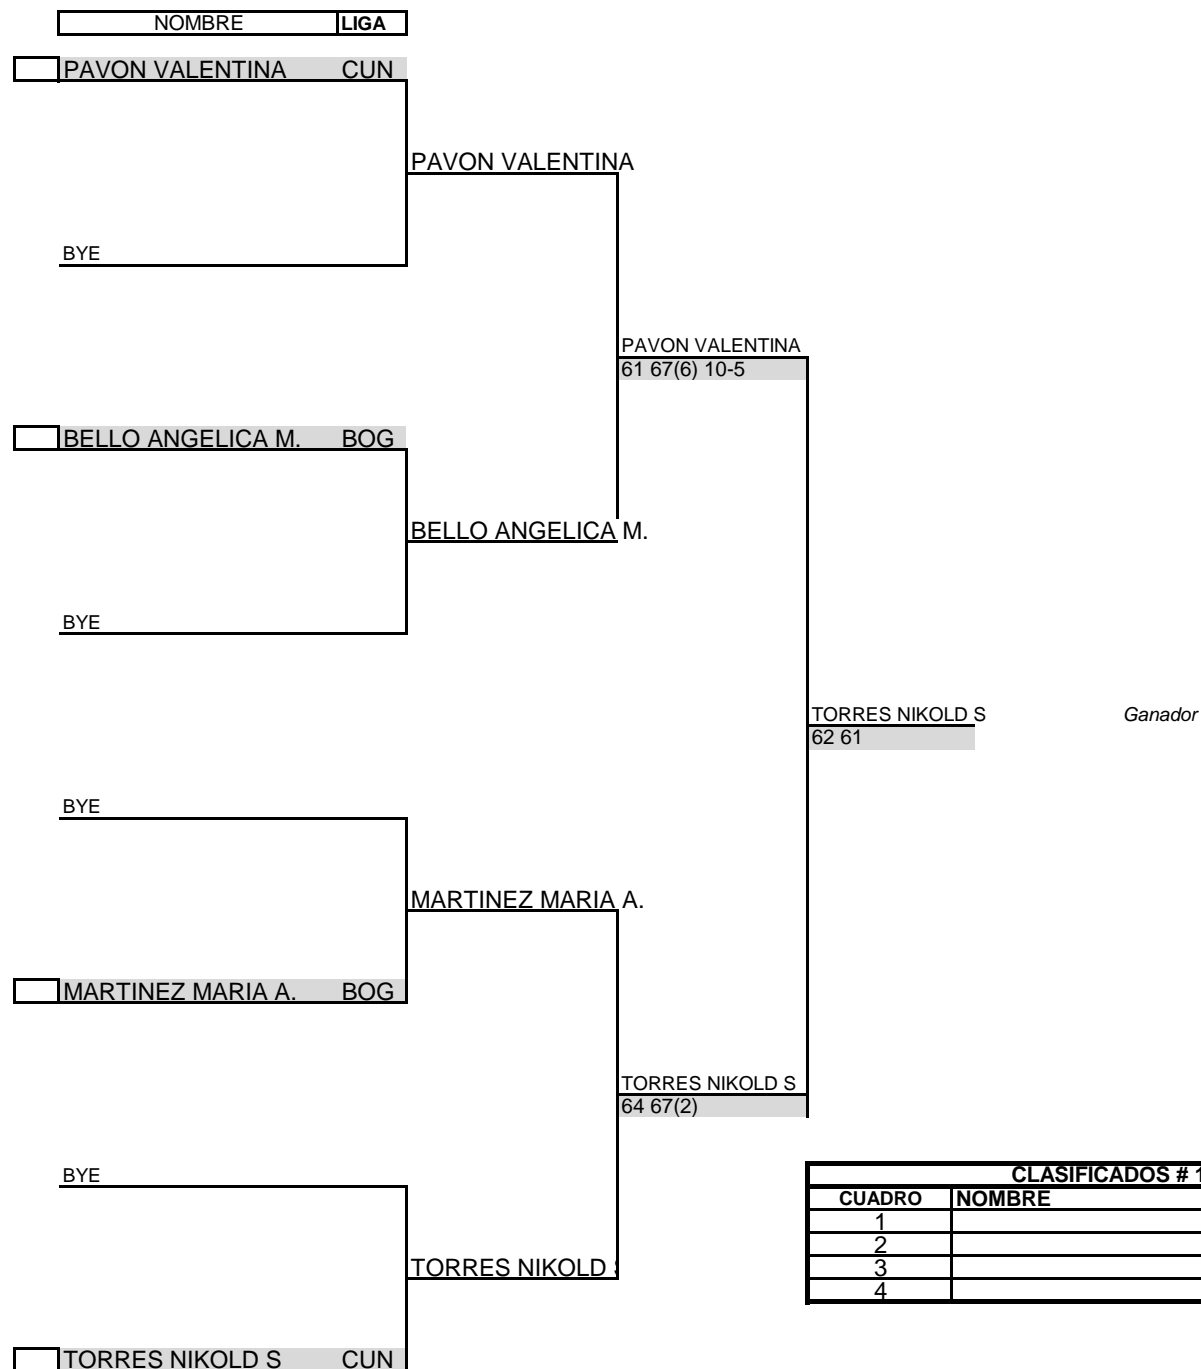 NOMBRE LIGA
PAVON VALENTINA CUN
PAVON VALENTINA
BYE
PAVON VALENTINA
61 67(6) 10-5
BELLO ANGELICA M. BOG
BELLO ANGELICA M.
BYE
TORRES NIKOLD S Ganador
62 61
BYE
MARTINEZ MARIA A.
MARTINEZ MARIA A. BOG
TORRES NIKOLD S
64 67(2)
BYE
CLASIFICADOS # 1
CUADRO NOMBRE
1
2
3
4
TORRES NIKOLD S
TORRES NIKOLD S CUN